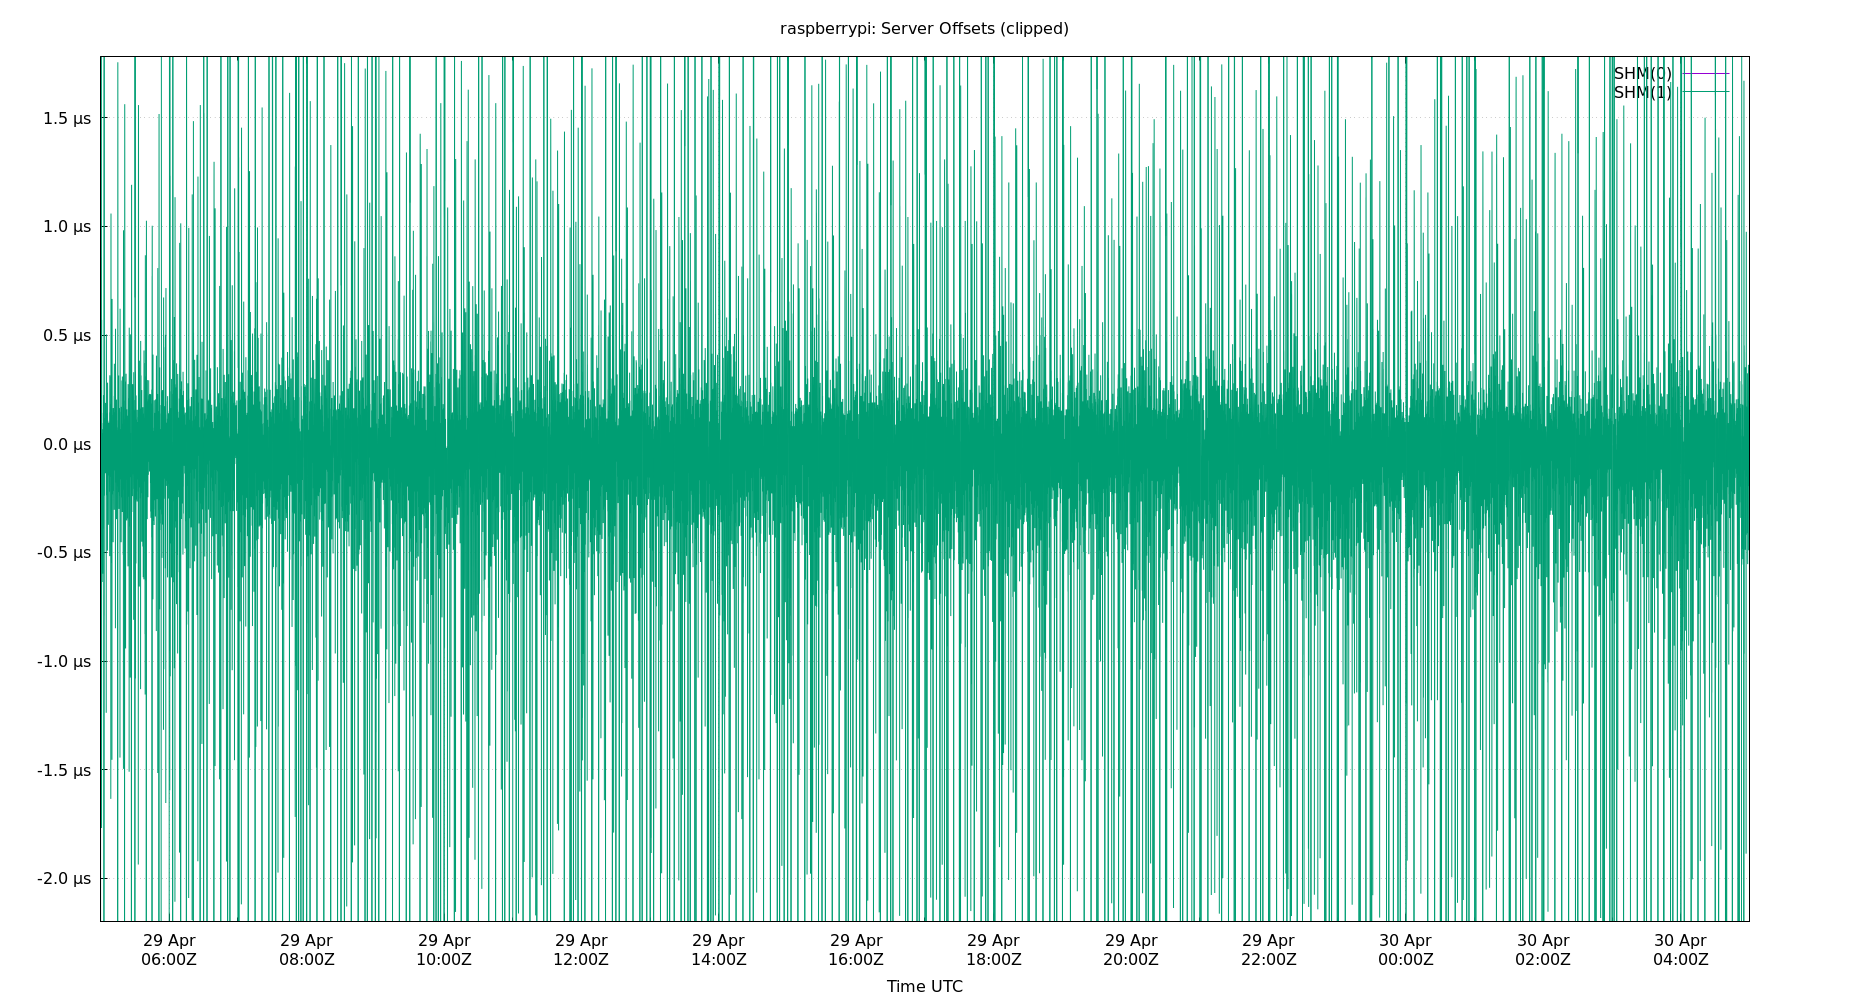 raspberrypi: Server Offsets (clipped)
SHM(0)
SHM(1)
1.5 µs
1.0 µs
0.5 µs
0.0 µs
-0.5 µs
-1.0 µs
-1.5 µs
-2.0 µs
29 Apr 29 Apr 29 Apr 29 Apr 29 Apr 29 Apr 29 Apr 29 Apr 29 Apr 30 Apr 30 Apr 30 Apr
06:00Z 08:00Z 10:00Z 12:00Z 14:00Z 16:00Z 18:00Z 20:00Z 22:00Z 00:00Z 02:00Z 04:00Z
Time UTC